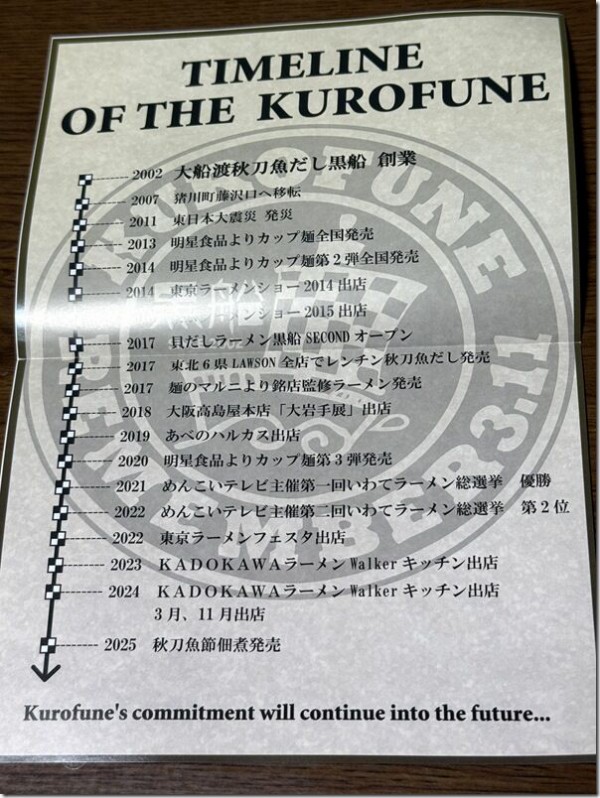 TIMELINE
OF THE KUROFUNE
2002 大船渡秋刀魚だし黒船 創業
2007 猪川町藤沢口へ移転
2011 東日本大震災 発災
2013 明星食品よりカップ麺全国発売
2014 明星食品よりカップ麺第2弾全国発売
2014 東京ラーメンショー2014出店
ンショー2015出店
2017 貝だしラーメン黒船SECONDオープン
2017 東北6県LAWSON全店でレンチン秋刀魚だし発売
2017 麺のマルニより銘店監修ラーメン発売
2018 大阪高島屋本店「大岩手展」出店
2019 あべのハルカス出店
2020 明星食品よりカップ麺第3弾発売
2021 めんこいテレビ主催第一回いわてラーメン総選挙 優勝
2022 めんこいテレビ主催第二回いわてラーメン総選挙 第2位
2022 東京ラーメンフェスタ出店
2023 KADOKAWAラーメンWalkerキッチン出店
2024 KADOKAWAラーメンWalkerキッチン出店
3月、11月出店
2025 秋刀魚節佃煮発売
Kurofune's commitment will continue into the future...
KUROFUNE
3.11